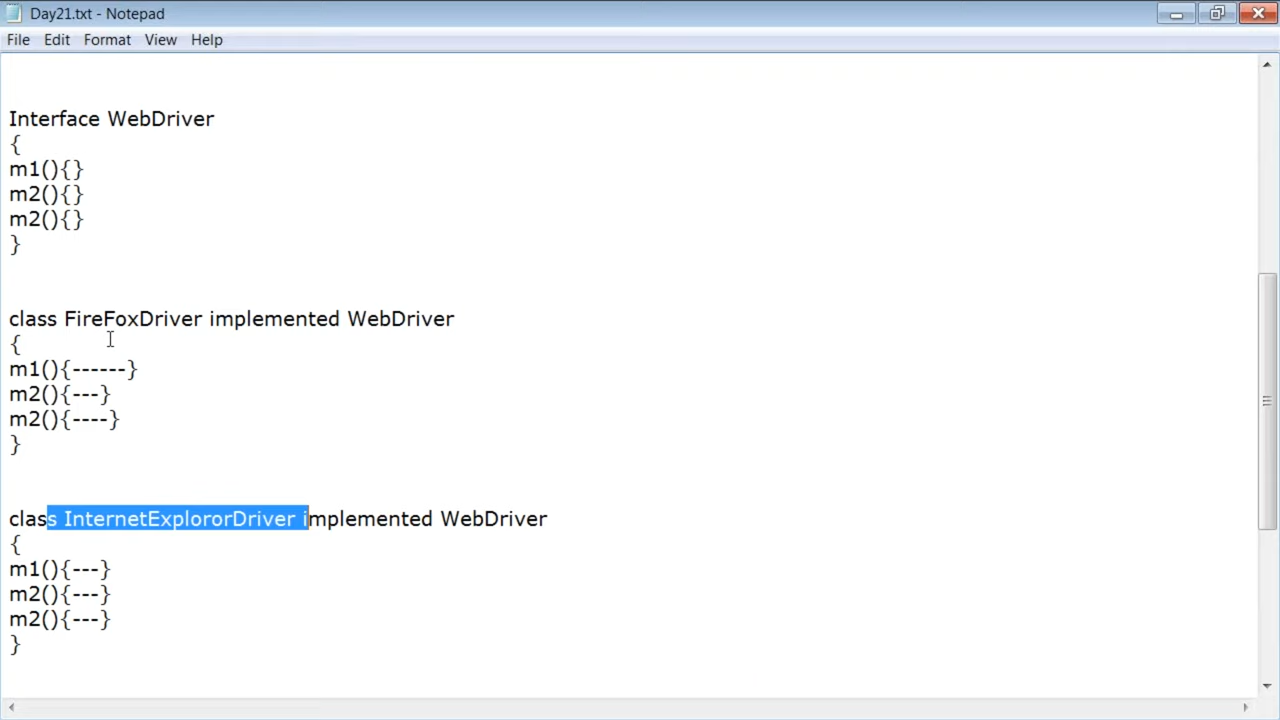 Day21.txt - Notepad
File Edit Format View Help
Interface WebDriver
{
m1(){}
m2(){}
m2(){}
}
class FireFoxDriver implemented WebDriver
{
m1(){------}
m2(){---}
m2(){----}
}
class InternetExplororDriver implemented WebDriver
{
m1(){---}
m2(){---}
m2(){---}
}